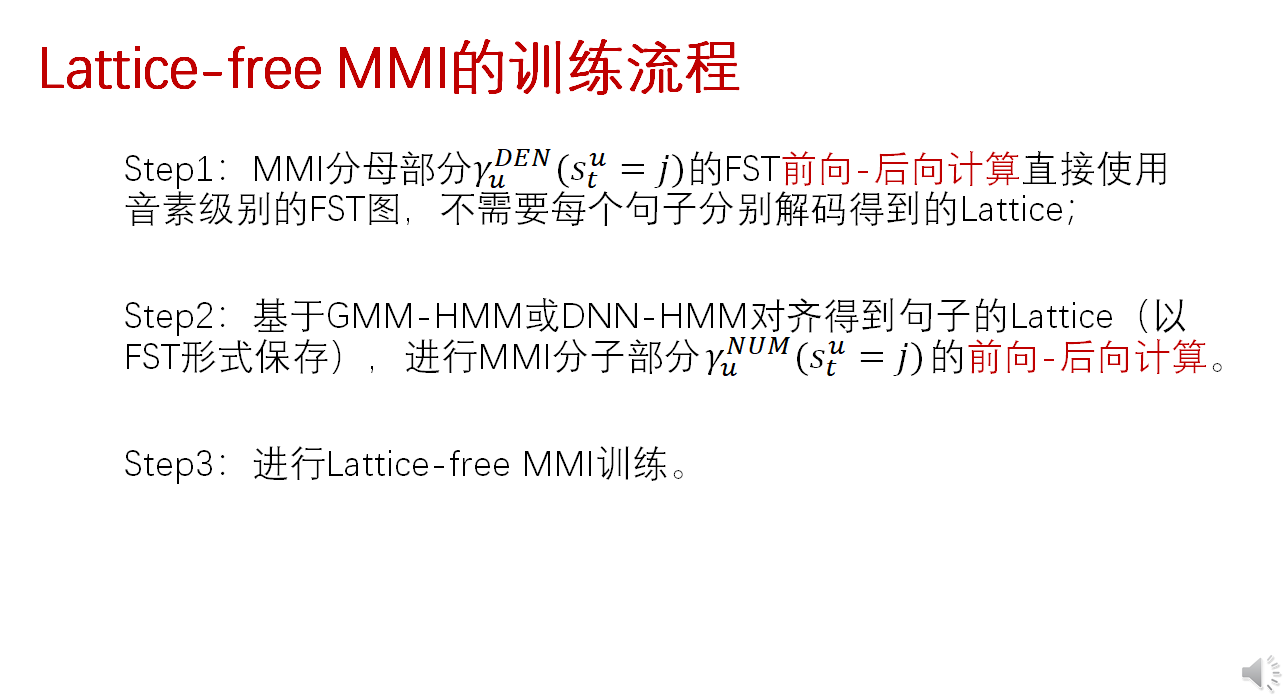 Lattice-free MMI的训练流程
Step1：MMI分母部分γ_u^{DEN}(s_t^u = j)的FST前向-后向计算直接使用
音素级别的FST图，不需要每个句子分别解码得到的Lattice；
Step2：基于GMM-HMM或DNN-HMM对齐得到句子的Lattice（以
FST形式保存），进行MMI分子部分γ_u^{NUM}(s_t^u = j)的前向-后向计算。
Step3：进行Lattice-free MMI训练。